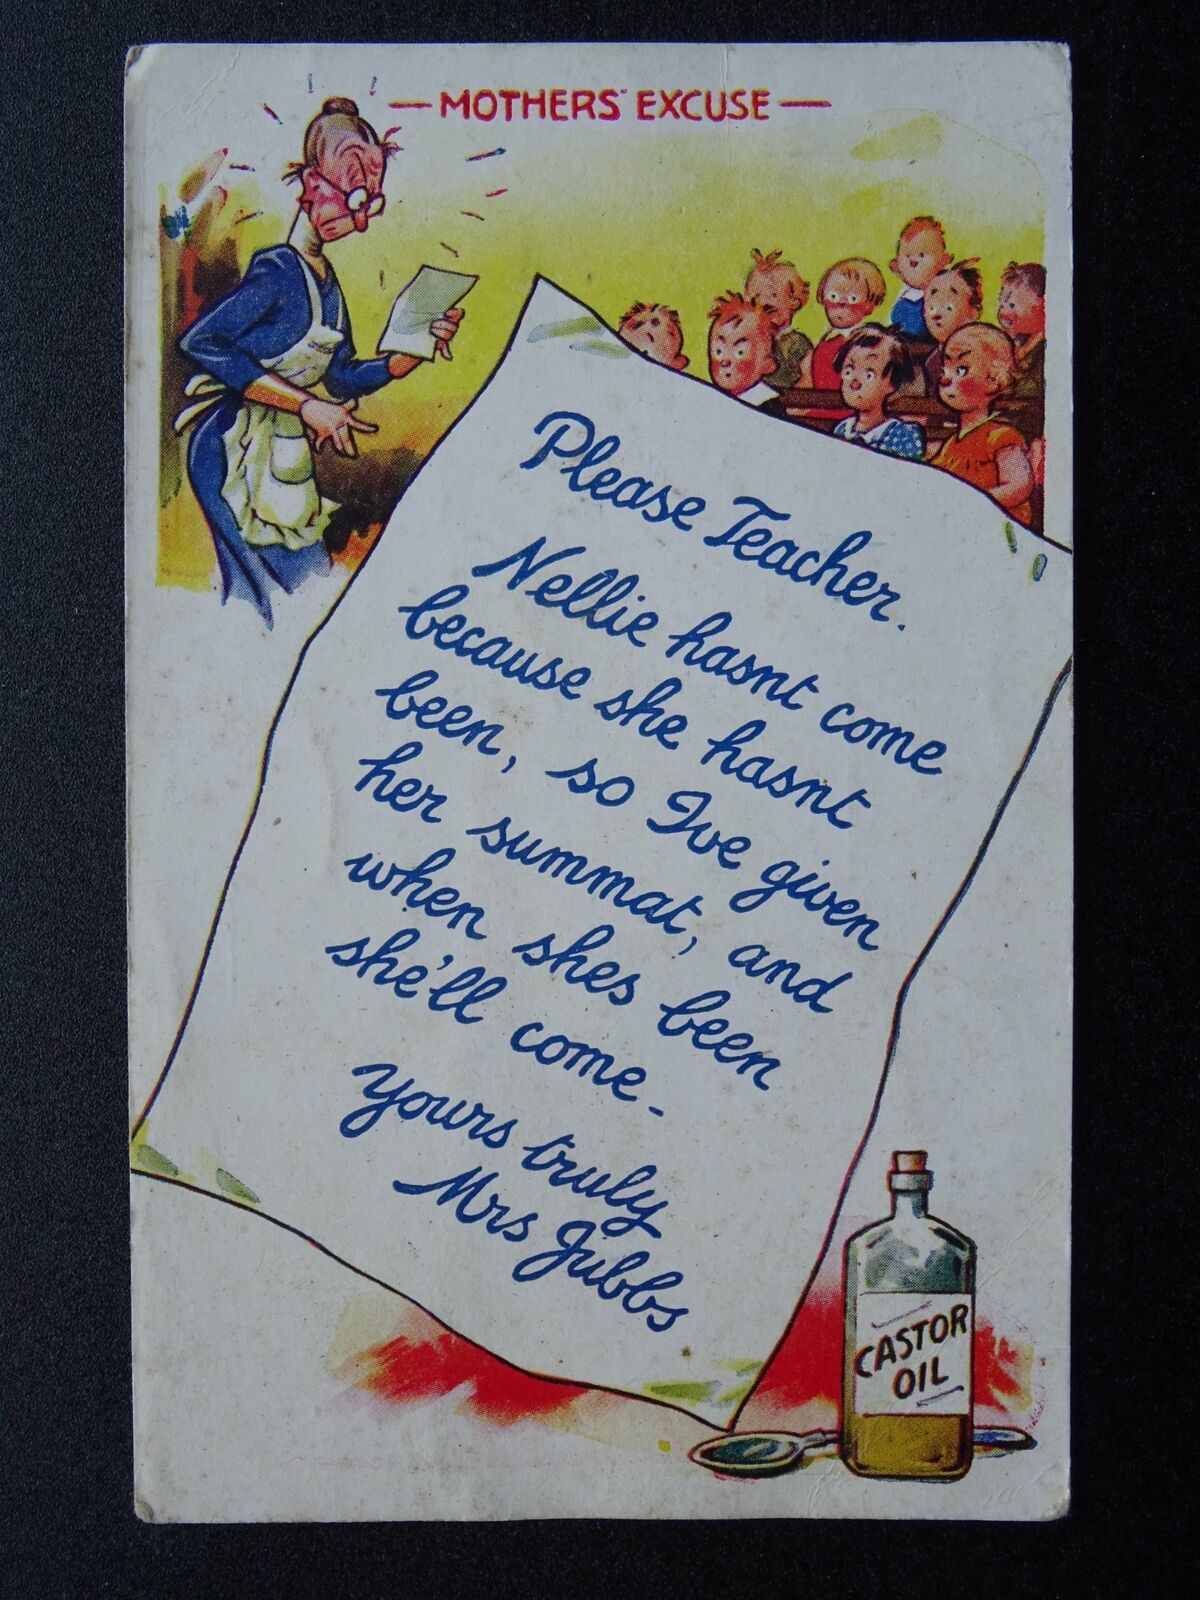 — MOTHERS' EXCUSE —
Please Teacher.
Nellie hasnt come
because she hasnt
been, so Ive given
her summat, and
when shes been
she'll come -
Yours truly
Mrs Jubbs
CASTOR
OIL